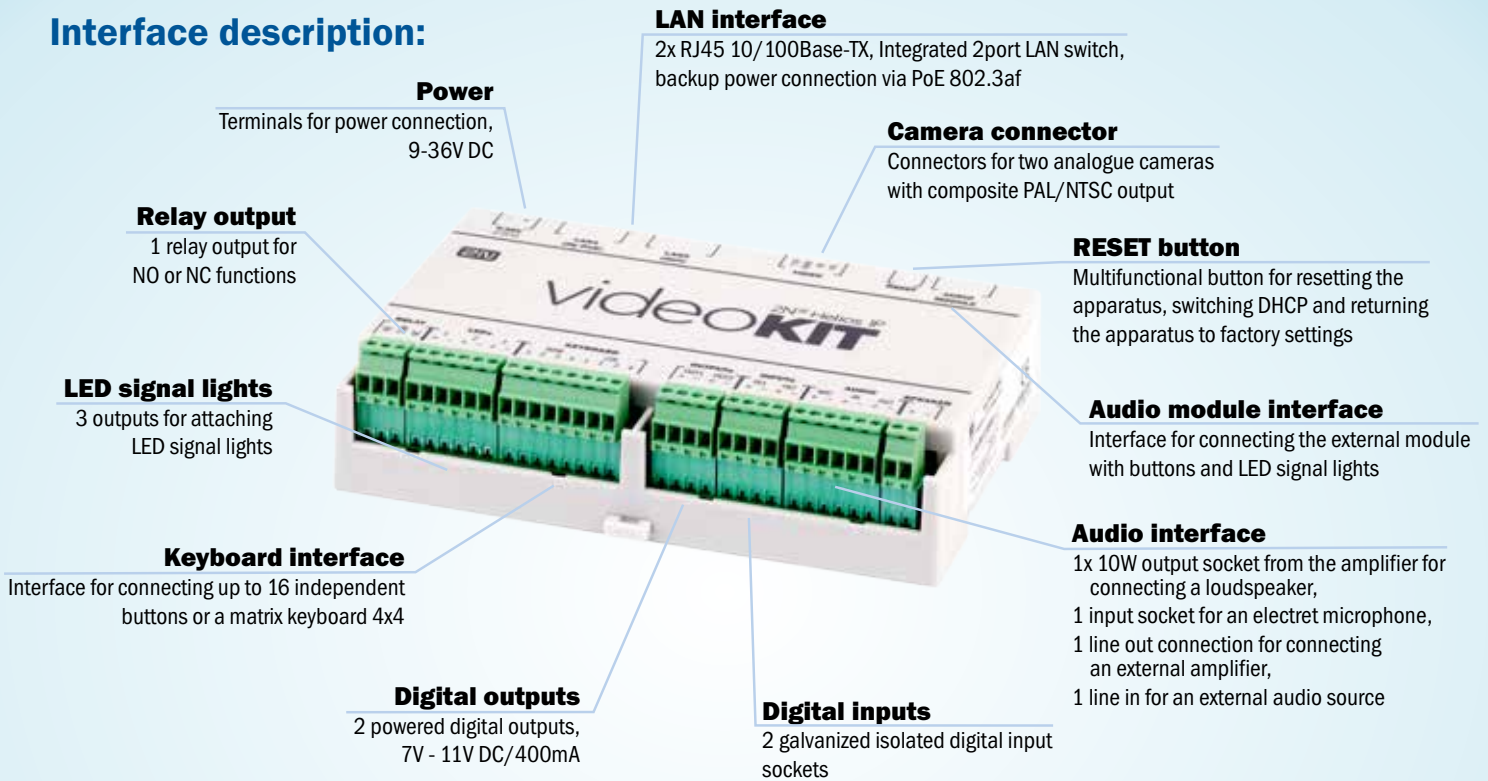 Interface description:
LAN interface
2x RJ45 10/100Base-TX, Integrated 2port LAN switch,
backup power connection via PoE 802.3af
Power
Terminals for power connection,
9-36V DC
Camera connector
Connectors for two analogue cameras
with composite PAL/NTSC output
Relay output
1 relay output for
NO or NC functions
RESET button
Multifunctional button for resetting the
apparatus, switching DHCP and returning
the apparatus to factory settings
2N
2N® Helios IP
videoKIT
RELAY
LEDs
KEYBOARD
OUTPUTs
INPUTs
AUDIO
SPEAKER
LED signal lights
3 outputs for attaching
LED signal lights
Audio module interface
Interface for connecting the external module
with buttons and LED signal lights
Keyboard interface
Interface for connecting up to 16 independent
buttons or a matrix keyboard 4x4
Audio interface
1x 10W output socket from the amplifier for
connecting a loudspeaker,
1 input socket for an electret microphone,
1 line out connection for connecting
an external amplifier,
1 line in for an external audio source
Digital outputs
2 powered digital outputs,
7V - 11V DC/400mA
Digital inputs
2 galvanized isolated digital input
sockets